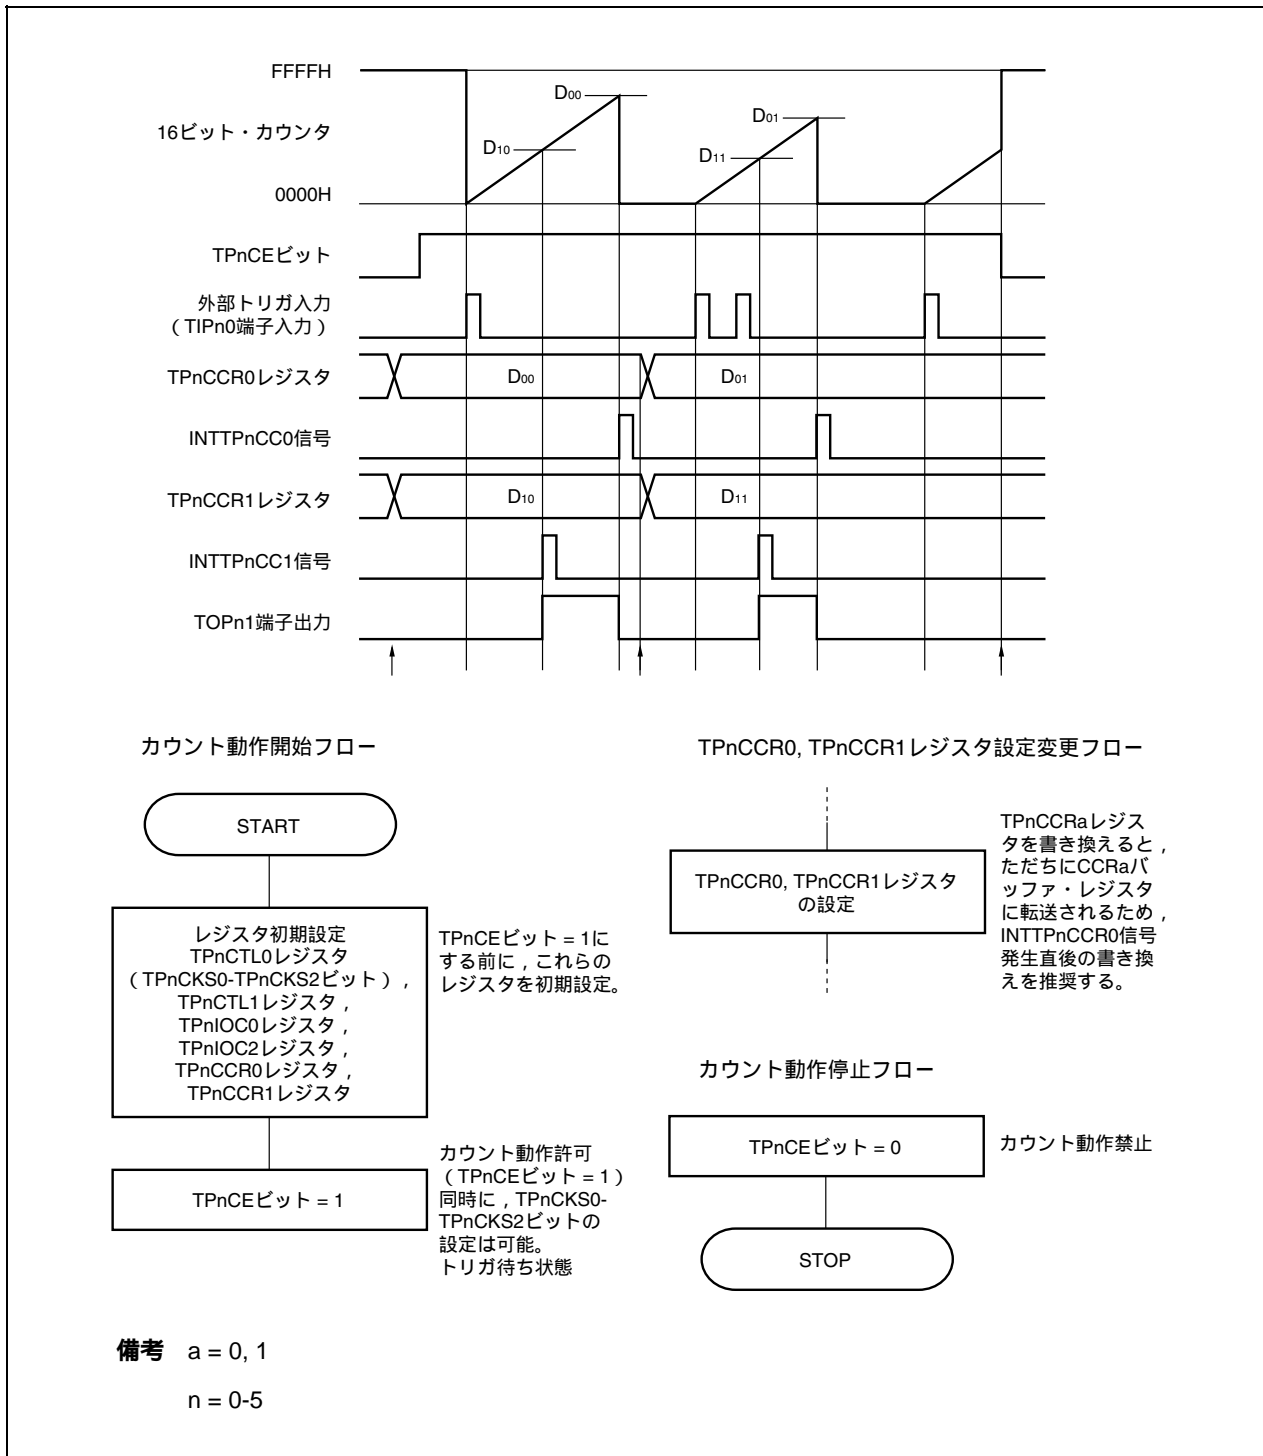 FFFFH
D00
D01
16ビット・カウンタ
D10
D11
0000H
TPnCEビット
外部トリガ入力
（TIPn0端子入力）
TPnCCR0レジスタ
D00
D01
INTTPnCC0信号
TPnCCR1レジスタ
D10
D11
INTTPnCC1信号
TOPn1端子出力
カウント動作開始フロー
START
レジスタ初期設定
TPnCTL0レジスタ
（TPnCKS0-TPnCKS2ビット），
TPnCTL1レジスタ，
TPnIOC0レジスタ，
TPnIOC2レジスタ，
TPnCCR0レジスタ，
TPnCCR1レジスタ
TPnCEビット = 1に
する前に，これらの
レジスタを初期設定。
TPnCEビット = 1
カウント動作許可
（TPnCEビット = 1）
同時に，TPnCKS0-
TPnCKS2ビットの
設定は可能。
トリガ待ち状態
TPnCCR0, TPnCCR1レジスタ設定変更フロー
TPnCCR0, TPnCCR1レジスタ
の設定
TPnCCRaレジス
タを書き換えると，
ただちにCCRaバ
ッファ・レジスタ
に転送されるため，
INTTPnCCR0信号
発生直後の書き換
えを推奨する。
カウント動作停止フロー
TPnCEビット = 0
カウント動作禁止
STOP
備考 a = 0, 1
n = 0-5